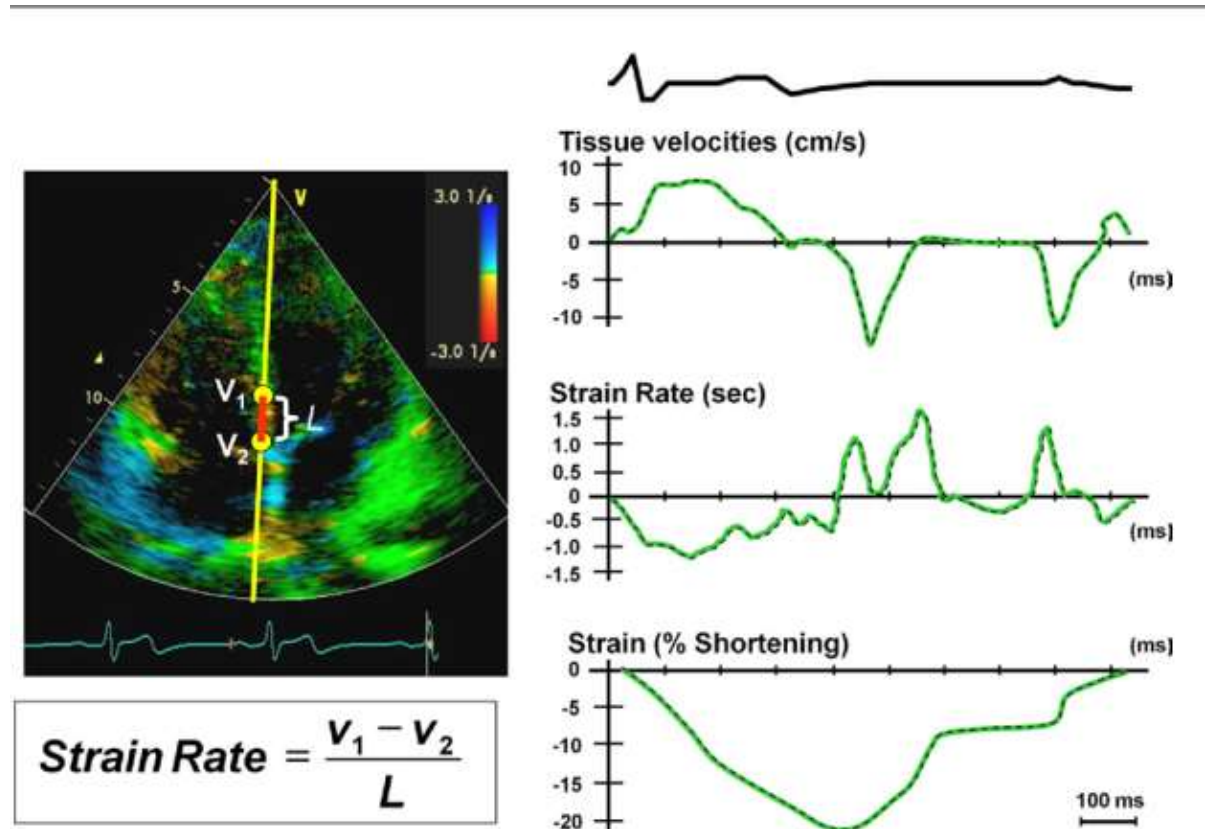 Tissue velocities (cm/s)
10
5
0
-5
-10
(ms)
3.0 1/s
-3.0 1/s
V
5
10
V1
L
V2
Strain Rate (sec)
1.5
1.0
0.5
0
-0.5
-1.0
-1.5
(ms)
Strain (% Shortening)
(ms)
0
-5
-10
-15
-20
100 ms
Strain Rate = v1 − v2 / L